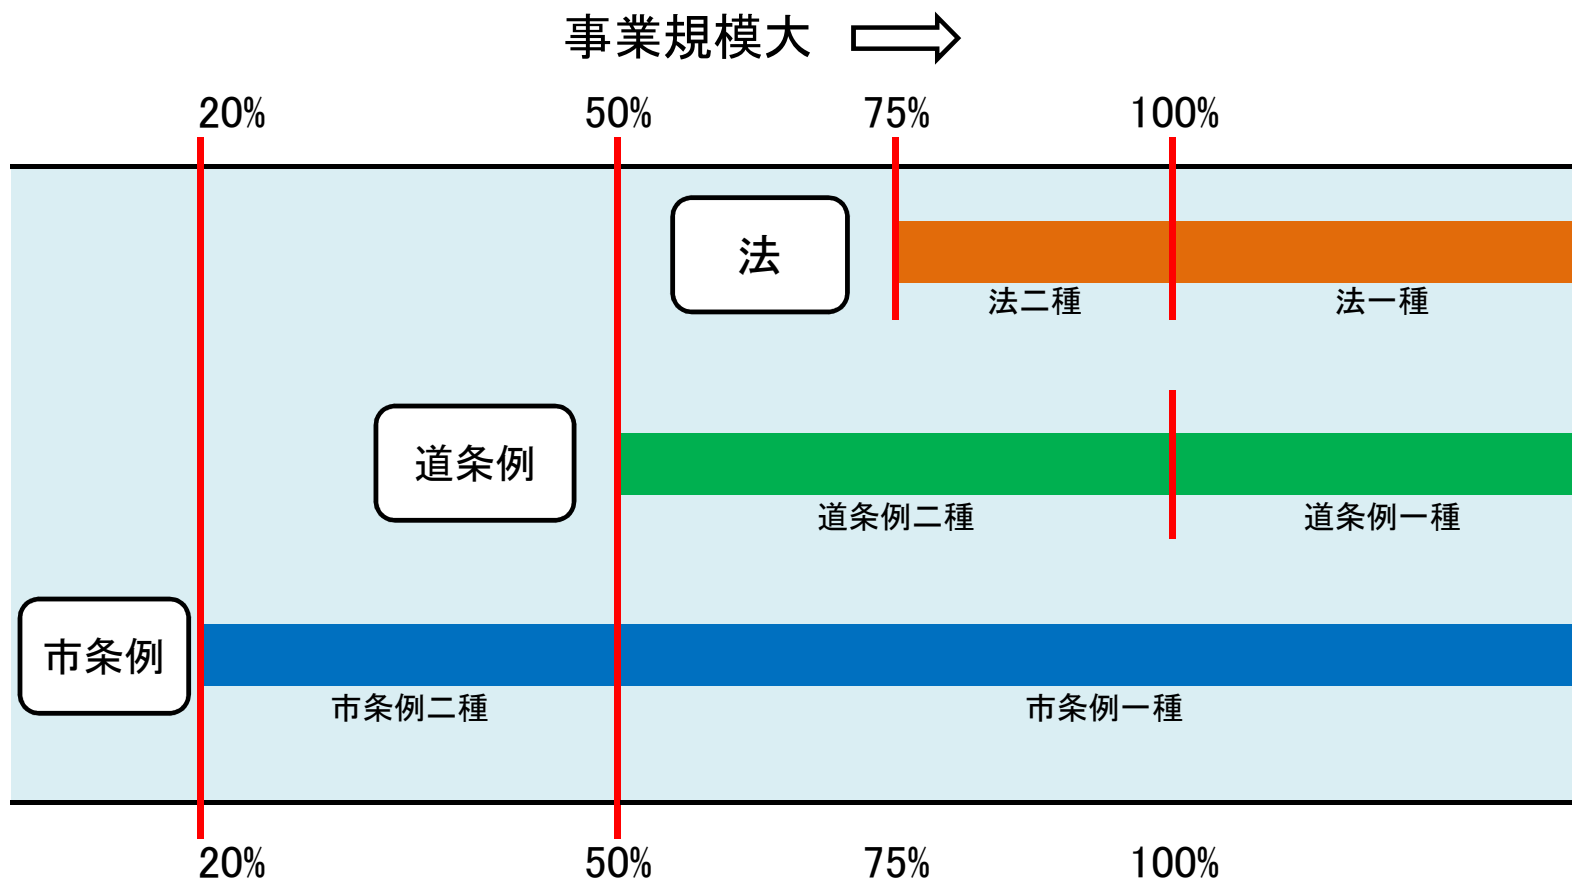 事業規模大
20% 50% 75% 100%
法
法二種 法一種
道条例
道条例二種 道条例一種
市条例
市条例二種 市条例一種
20% 50% 75% 100%